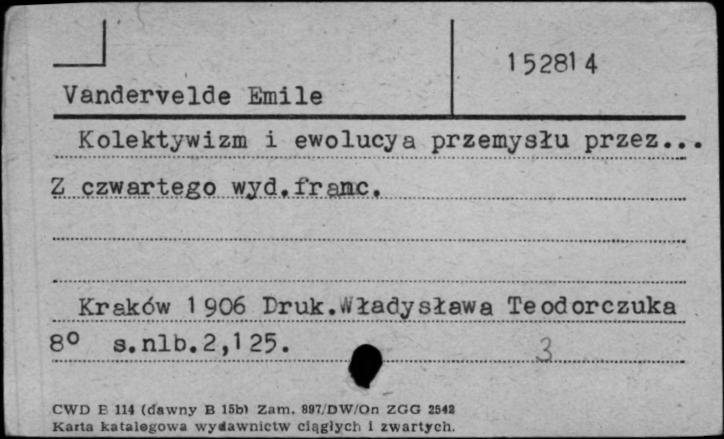 152814
Vandervelde Emile
Kolektywizm i ewolucya przemysłu przez...
Z czwartego wyd.franc.
Kraków 1906 Druk.Władysława Teodorczuka
8° s.nlb.2,125.
3
CWD B 114 (dawny B 15b) Zam. 897/DW/On ZGG 2542
Karta katalogowa wydawnictw ciągłych i zwartych.